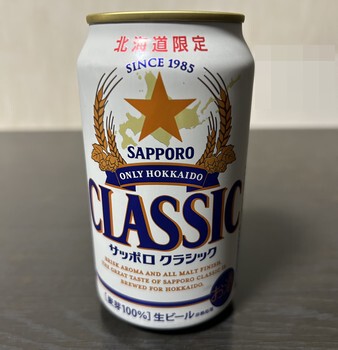 北海道限定
SINCE 1985
SAPPORO
ONLY HOKKAIDO
CLASSIC
サッポロ クラシック
CRISP AROMA AND ALL MALT FINISH.
THE GREAT TASTE OF SAPPORO CLASSIC IS
BREWED FOR HOKKAIDO.
[麦芽100%] 生ビール